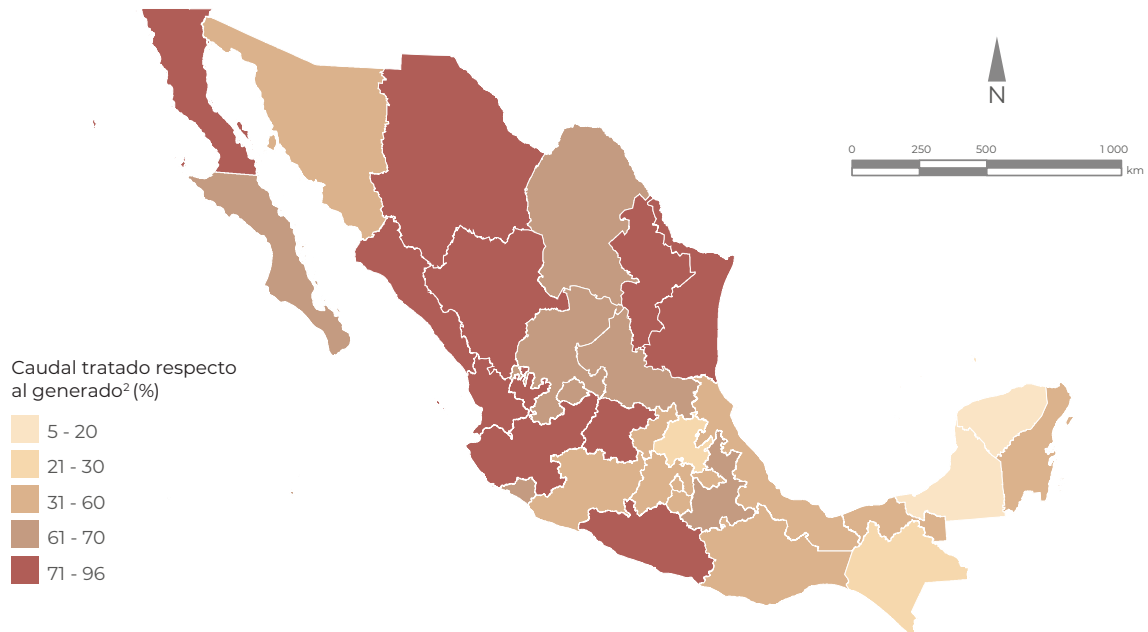 N
0 250 500 1 000
km
Caudal tratado respecto
al generado² (%)
5 - 20
21 - 30
31 - 60
61 - 70
71 - 96